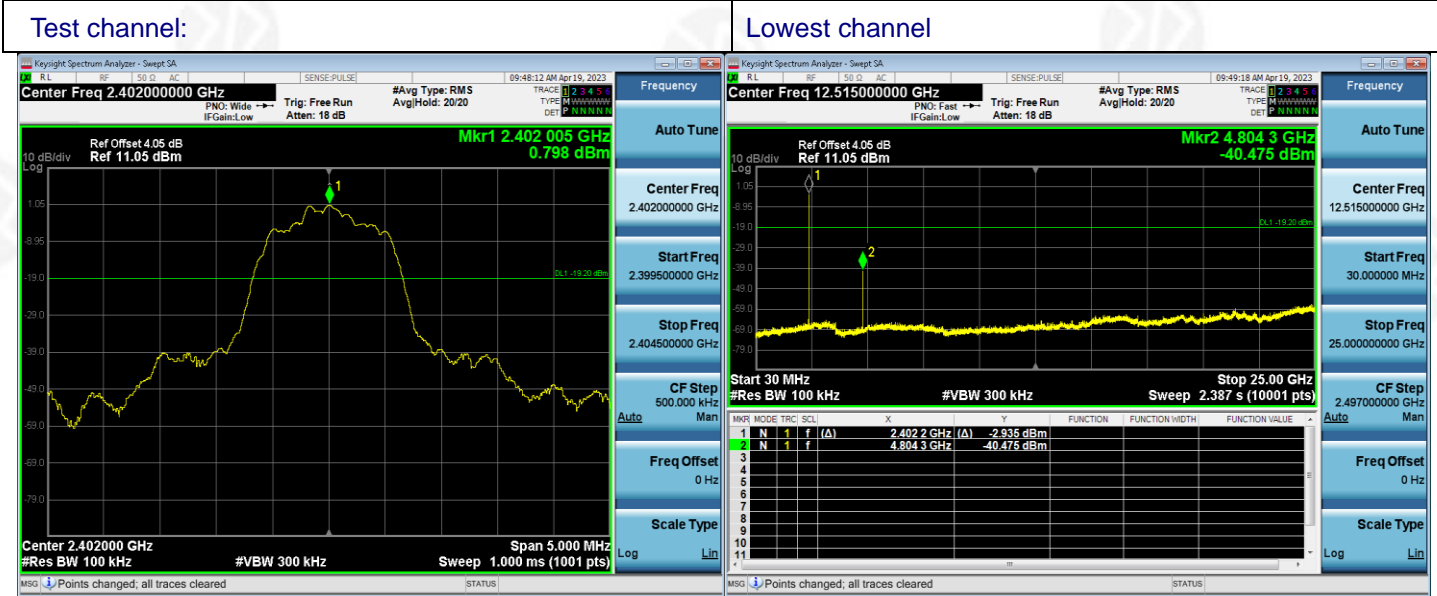 Test channel:
Lowest channel
Keysight Spectrum Analyzer - Swept SA
RL RF 50 Ω AC SENSE:PULSE 09:48:12 AM Apr 19, 2023
Center Freq 2.402000000 GHz
#Avg Type: RMS
TRACE 1 2 3 4 5 6
PNO: Wide Trig: Free Run Avg|Hold: 20/20
TYPE M WWWWW
IFGain:Low Atten: 18 dB
DET P N N N N N
Mkr1 2.402 005 GHz
0.798 dBm
Ref Offset 4.05 dB
10 dB/div Ref 11.05 dBm
Log
1
1.05
-8.95
-19.0
DL1 -19.20 dBm
-29.0
-39.0
-49.0
-59.0
-69.0
-79.0
Center 2.402000 GHz Span 5.000 MHz
#Res BW 100 kHz #VBW 300 kHz Sweep 1.000 ms (1001 pts)
MSG Points changed; all traces cleared STATUS
Frequency
Auto Tune
Center Freq
2.402000000 GHz
Start Freq
2.399500000 GHz
Stop Freq
2.404500000 GHz
CF Step
500.000 kHz
Auto Man
Freq Offset
0 Hz
Scale Type
Log Lin
Keysight Spectrum Analyzer - Swept SA
RL RF 50 Ω AC SENSE:PULSE 09:49:18 AM Apr 19, 2023
Center Freq 12.515000000 GHz
#Avg Type: RMS
TRACE 1 2 3 4 5 6
PNO: Fast Trig: Free Run Avg|Hold: 20/20
TYPE M WWWWW
IFGain:Low Atten: 18 dB
DET P N N N N N
Mkr2 4.804 3 GHz
-40.475 dBm
Ref Offset 4.05 dB
10 dB/div Ref 11.05 dBm
Log
1
1.05
-8.95
-19.0
DL1 -19.20 dBm
-29.0
2
-39.0
-49.0
-59.0
-69.0
-79.0
Start 30 MHz Stop 25.00 GHz
#Res BW 100 kHz #VBW 300 kHz Sweep 2.387 s (10001 pts)
MKR MODE TRC SCL X Y FUNCTION FUNCTION WIDTH FUNCTION VALUE
1 N 1 f (Δ) 2.402 2 GHz (Δ) -2.935 dBm
2 N 1 f 4.804 3 GHz -40.475 dBm
3
4
5
6
7
8
9
10
11
MSG Points changed; all traces cleared STATUS
Frequency
Auto Tune
Center Freq
12.515000000 GHz
Start Freq
30.000000 MHz
Stop Freq
25.000000000 GHz
CF Step
2.497000000 GHz
Auto Man
Freq Offset
0 Hz
Scale Type
Log Lin